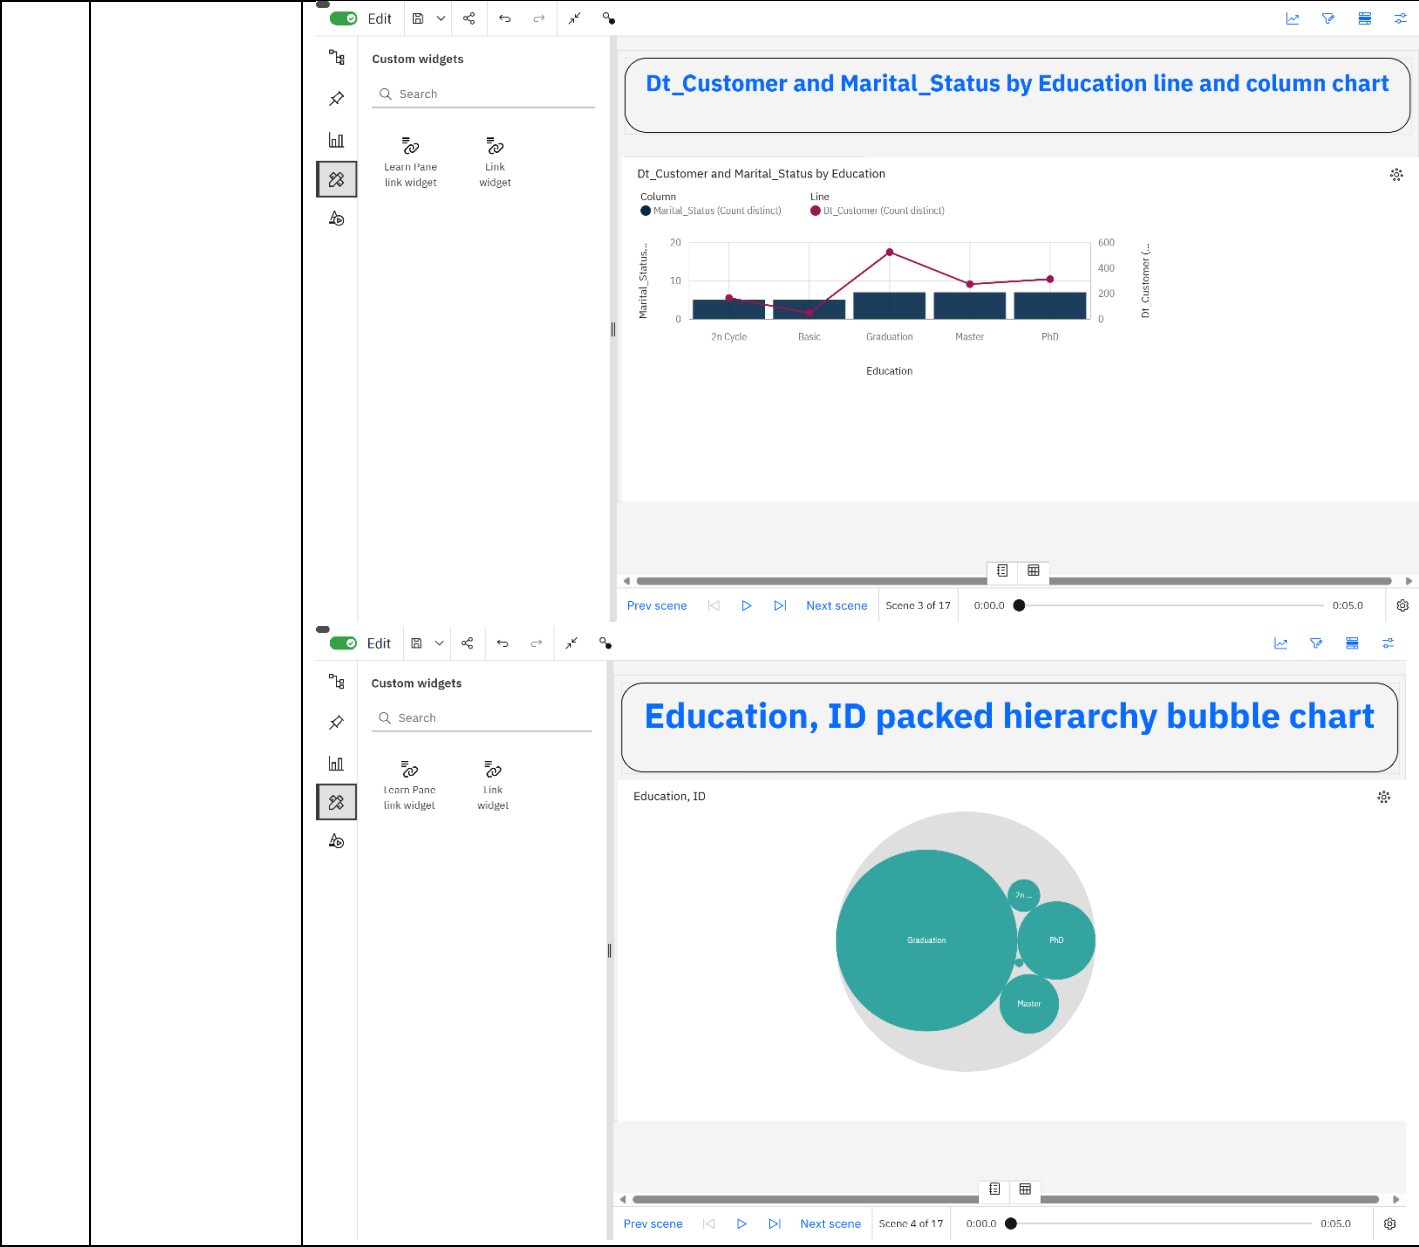 Edit
Custom widgets
Search
Learn Pane
link widget
Link
widget
Dt_Customer and Marital_Status by Education line and column chart
Dt_Customer and Marital_Status by Education
Column
Line
Marital_Status (Count distinct)
Dt_Customer (Count distinct)
Marital_Status...
20
10
0
600
400
200
0
Dt_Customer (...
2n Cycle
Basic
Graduation
Master
PhD
Education
Prev scene
Next scene
Scene 3 of 17
0:00.0
0:05.0
Edit
Custom widgets
Search
Learn Pane
link widget
Link
widget
Education, ID packed hierarchy bubble chart
Education, ID
2n ...
Graduation
PhD
Master
Prev scene
Next scene
Scene 4 of 17
0:00.0
0:05.0